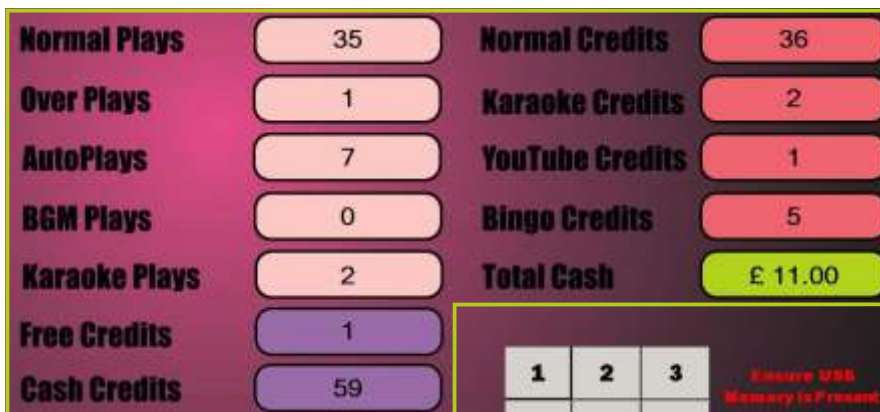 Normal Plays 35
Over Plays 1
AutoPlays 7
BGM Plays 0
Karaoke Plays 2
Free Credits 1
Cash Credits 59
Normal Credits 36
Karaoke Credits 2
YouTube Credits 1
Bingo Credits 5
Total Cash £ 11.00
1 2 3
Ensure USB
Memory is Present